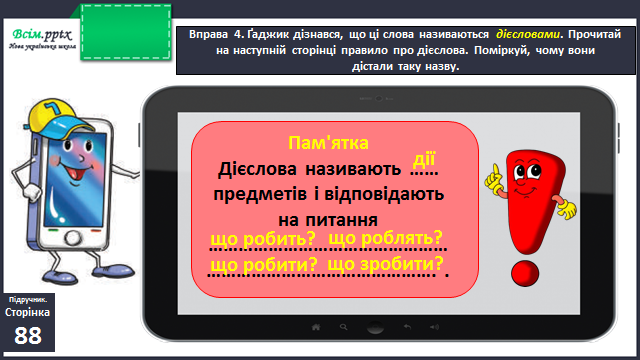 Всім.pptx
Нова українська школа
Вправа 4. Ґаджик дізнався, що ці слова називаються дієсловами. Прочитай
на наступній сторінці правило про дієслова. Поміркуй, чому вони
дістали таку назву.
Пам'ятка
Дієслова називають ...... дії
предметів і відповідають
на питання
що робить? що роблять?
що робити? що зробити? .
Підручник.
Сторінка
88